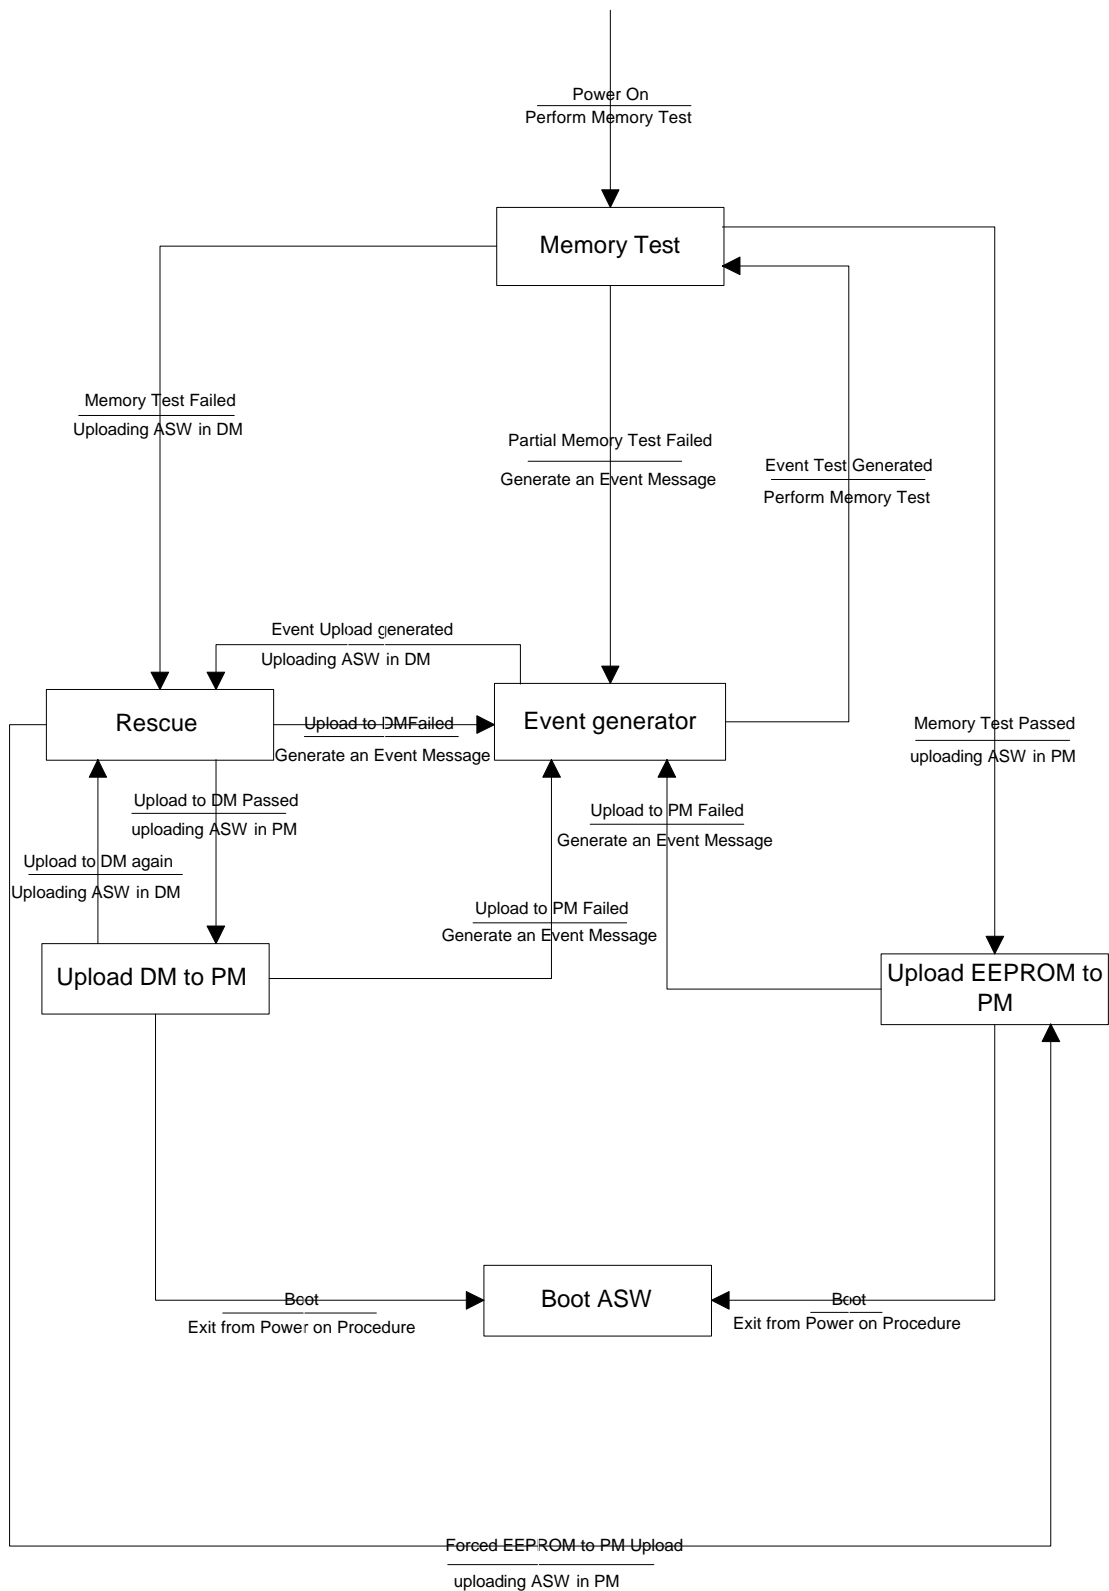 Power On
Perform Memory Test
Memory Test
Memory Test Failed
Uploading ASW in DM
Partial Memory Test Failed
Generate an Event Message
Event Test Generated
Perform Memory Test
Event Upload generated
Uploading ASW in DM
Rescue
Event generator
Upload to DMFailed
Generate an Event Message
Memory Test Passed
uploading ASW in PM
Upload to DM Passed
uploading ASW in PM
Upload to PM Failed
Generate an Event Message
Upload to DM again
Uploading ASW in DM
Upload to PM Failed
Generate an Event Message
Upload DM to PM
Upload EEPROM to
PM
Boot ASW
Boot
Exit from Power on Procedure
Boot
Exit from Power on Procedure
Forced EEPROM to PM Upload
uploading ASW in PM